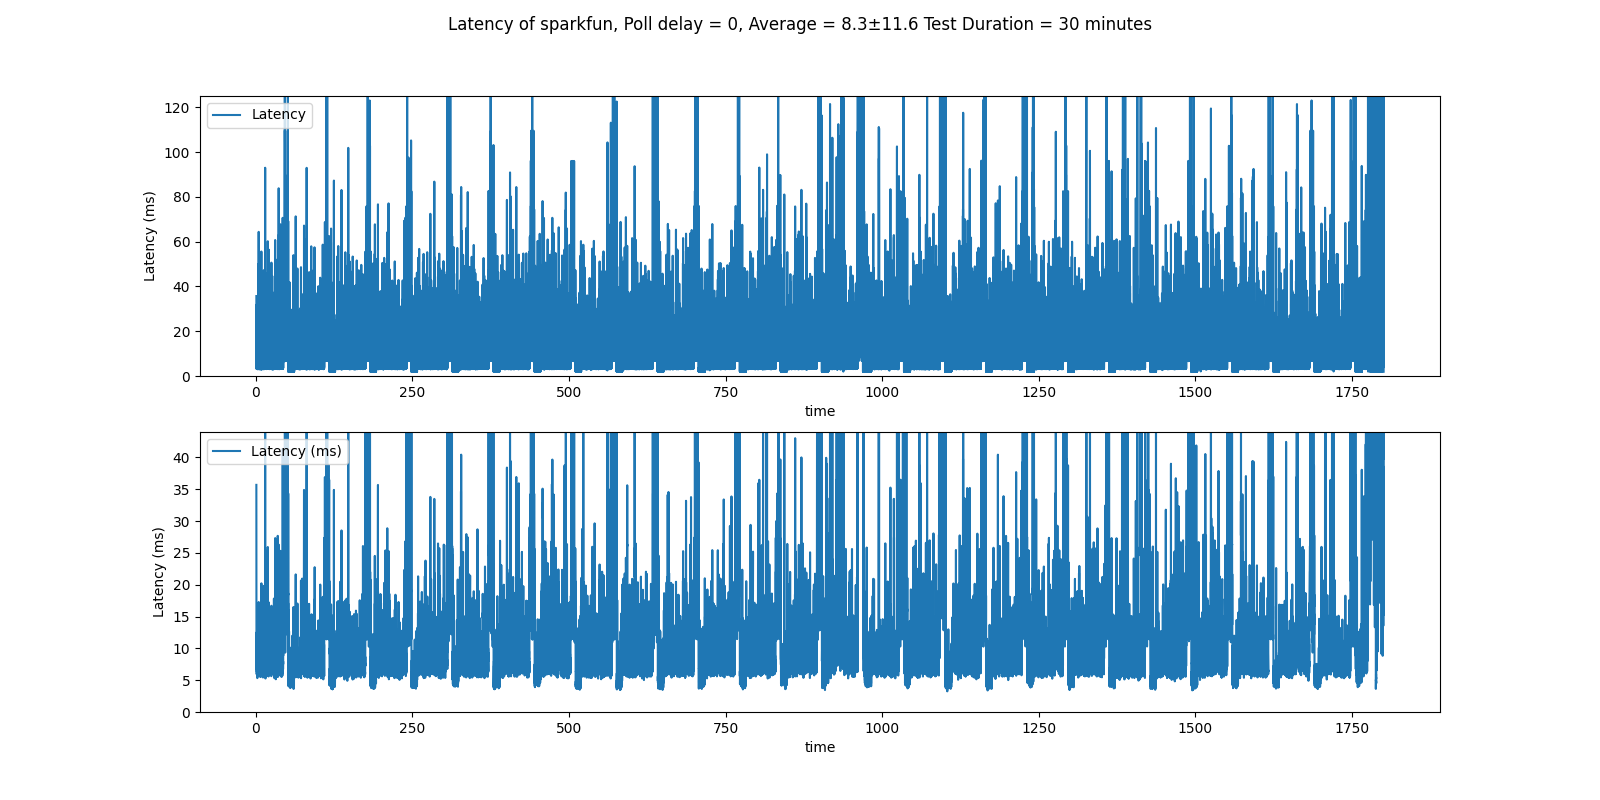 Latency of sparkfun, Poll delay = 0, Average = 8.3±11.6 Test Duration = 30 minutes
Latency
120
100
80
60
40
20
0
Latency (ms)
0 250 500 750 1000 1250 1500 1750
time
Latency (ms)
40
35
30
25
20
15
10
5
0
Latency (ms)
0 250 500 750 1000 1250 1500 1750
time